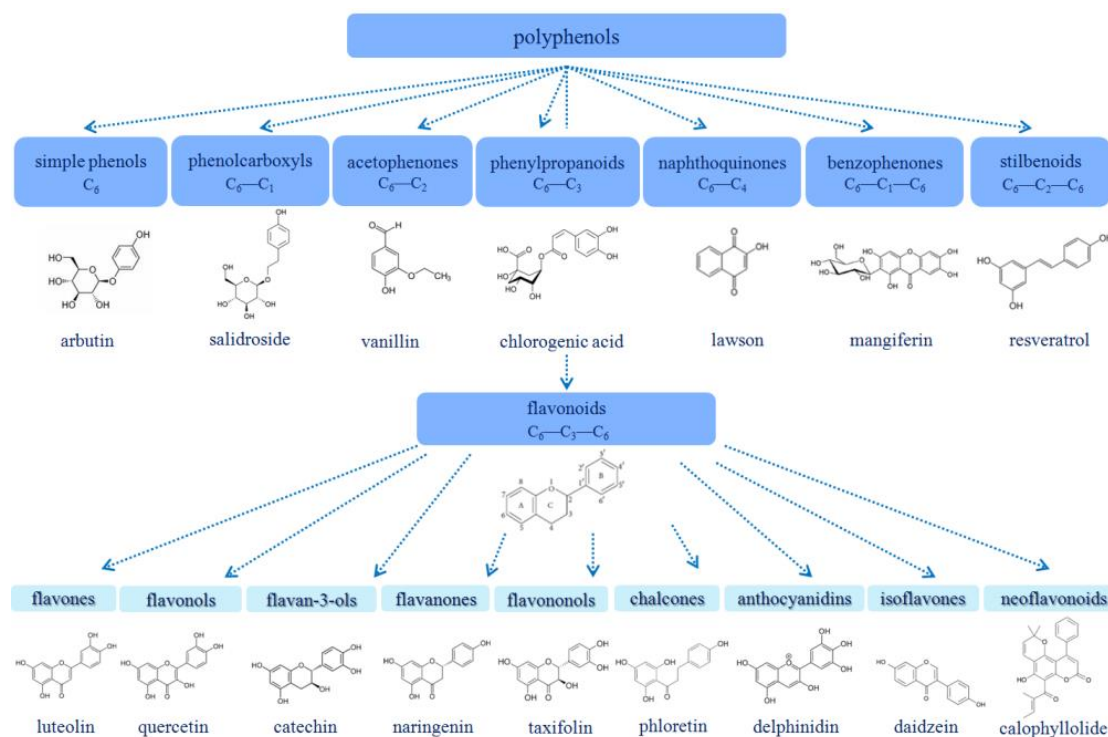 polyphenols
simple phenols
C₆
phenolcarboxyls
C₆—C₁
acetophenones
C₆—C₂
phenylpropanoids
C₆—C₃
naphthoquinones
C₆—C₄
benzophenones
C₆—C₁—C₆
stilbenoids
C₆—C₂—C₆
arbutin
salidroside
vanillin
chlorogenic acid
lawson
mangiferin
resveratrol
flavonoids
C₆—C₃—C₆
flavones
flavonols
flavan-3-ols
flavanones
flavononols
chalcones
anthocyanidins
isoflavones
neoflavonoids
luteolin
quercetin
catechin
naringenin
taxifolin
phloretin
delphinidin
daidzein
calophyllolide